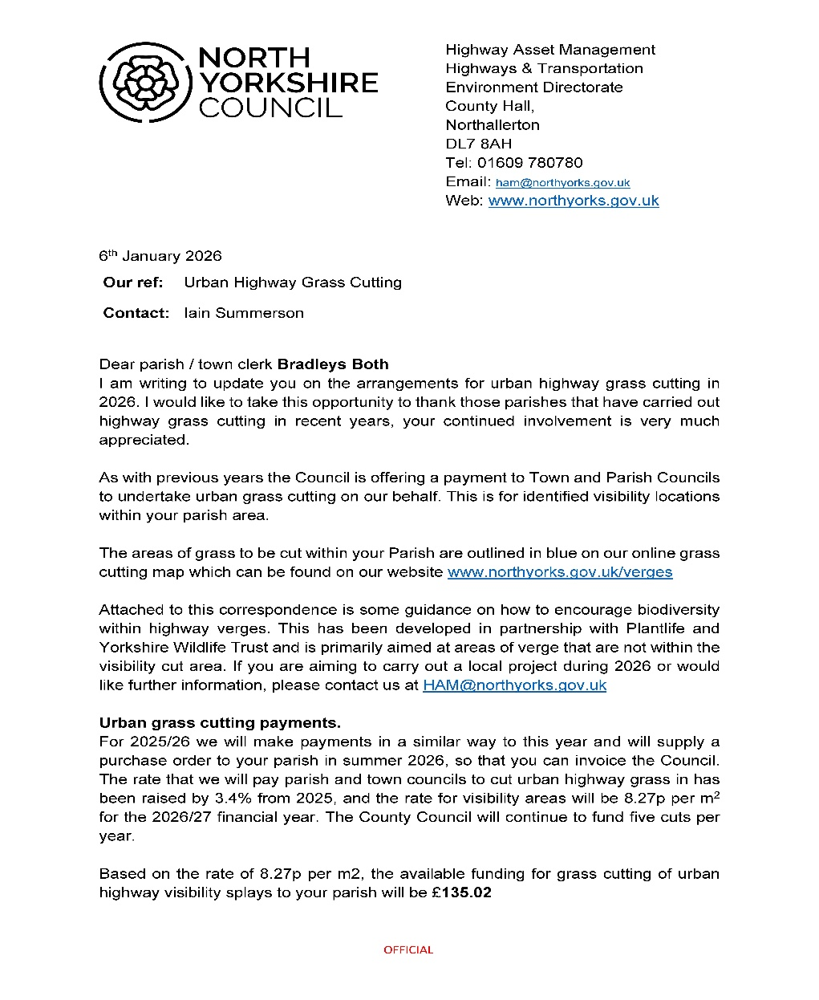 NORTH
YORKSHIRE
COUNCIL
Highway Asset Management
Highways & Transportation
Environment Directorate
County Hall,
Northallerton
DL7 8AH
Tel: 01609 780780
Email: ham@northyorks.gov.uk
Web: www.northyorks.gov.uk
6th January 2026
Our ref: Urban Highway Grass Cutting
Contact: Iain Summerson
Dear parish / town clerk Bradleys Both
I am writing to update you on the arrangements for urban highway grass cutting in
2026. I would like to take this opportunity to thank those parishes that have carried out
highway grass cutting in recent years, your continued involvement is very much
appreciated.
As with previous years the Council is offering a payment to Town and Parish Councils
to undertake urban grass cutting on our behalf. This is for identified visibility locations
within your parish area.
The areas of grass to be cut within your Parish are outlined in blue on our online grass
cutting map which can be found on our website www.northyorks.gov.uk/verges
Attached to this correspondence is some guidance on how to encourage biodiversity
within highway verges. This has been developed in partnership with Plantlife and
Yorkshire Wildlife Trust and is primarily aimed at areas of verge that are not within the
visibility cut area. If you are aiming to carry out a local project during 2026 or would
like further information, please contact us at HAM@northyorks.gov.uk
Urban grass cutting payments.
For 2025/26 we will make payments in a similar way to this year and will supply a
purchase order to your parish in summer 2026, so that you can invoice the Council.
The rate that we will pay parish and town councils to cut urban highway grass in has
been raised by 3.4% from 2025, and the rate for visibility areas will be 8.27p per m²
for the 2026/27 financial year. The County Council will continue to fund five cuts per
year.
Based on the rate of 8.27p per m2, the available funding for grass cutting of urban
highway visibility splays to your parish will be £135.02
OFFICIAL